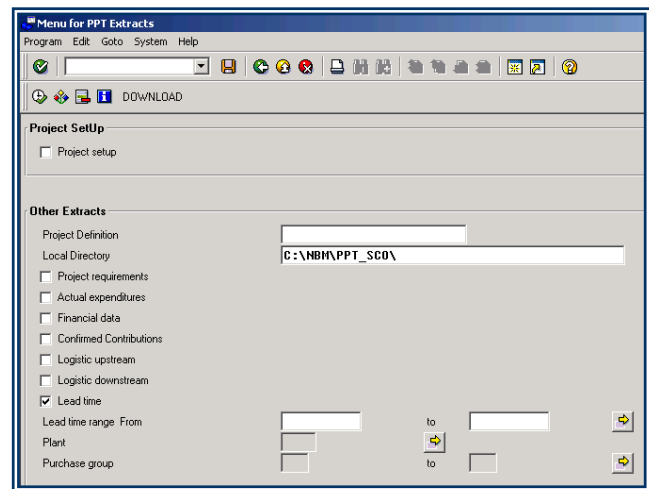 Menu for PPT Extracts
Program Edit Goto System Help
DOWNLOAD
Project SetUp
Project setup
Other Extracts
Project Definition
Local Directory C:\NBM\PPT_SCO\
Project requirements
Actual expenditures
Financial data
Confirmed Contributions
Logistic upstream
Logistic downstream
Lead time
Lead time range From to
Plant
Purchase group to